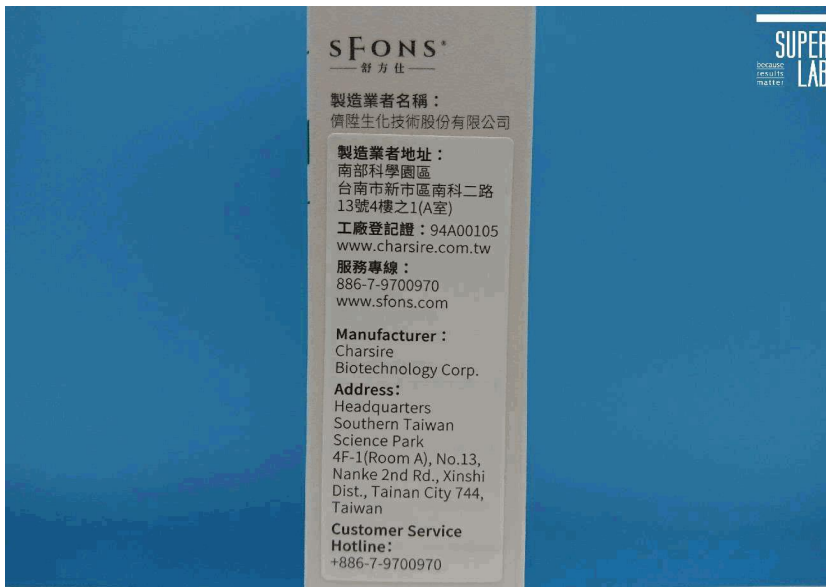 SFONS®
舒方仕
製造業者名稱：
儕陞生化技術股份有限公司
製造業者地址：
南部科學園區
台南市新市區南科二路
13號4樓之1(A室)
工廠登記證：94A00105
www.charsire.com.tw
服務專線：
886-7-9700970
www.sfons.com
Manufacturer：
Charsire
Biotechnology Corp.
Address：
Headquarters
Southern Taiwan
Science Park
4F-1(Room A), No.13,
Nanke 2nd Rd., Xinshi
Dist., Tainan City 744,
Taiwan
Customer Service
Hotline：
+886-7-9700970
SUPER
LAB
because
results
matter